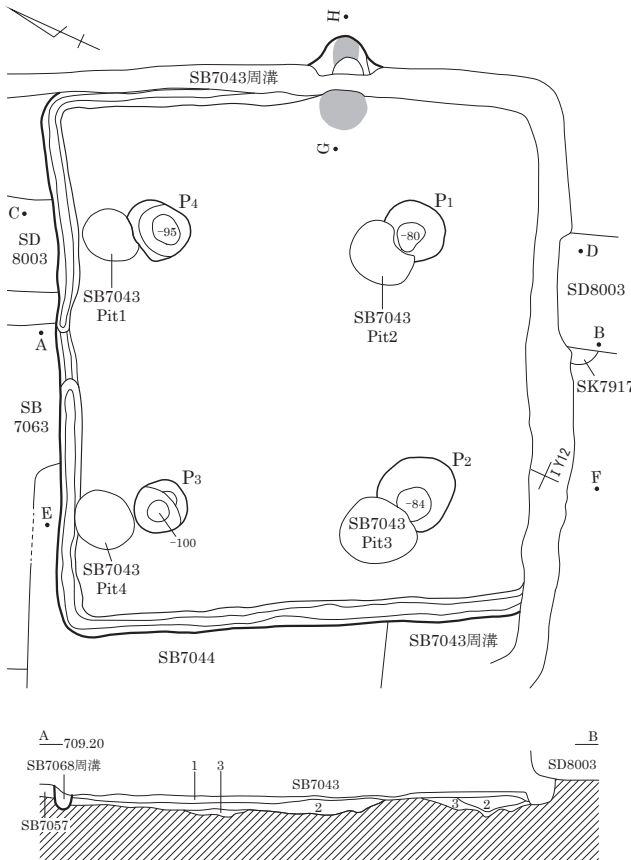 H
SB7043周溝
G
P4
-95
P1
-80
C
SD
8003
D
SD8003
SB7043
Pit1
SB7043
Pit2
A
B
SK7917
SB
7063
IY12
P3
P2
F
-84
E
SB7043
Pit3
-100
SB7043
Pit4
SB7043周溝
SB7044
A
709.20
B
SB7068周溝
1
3
SB7043
SD8003
2
3
2
SB7057